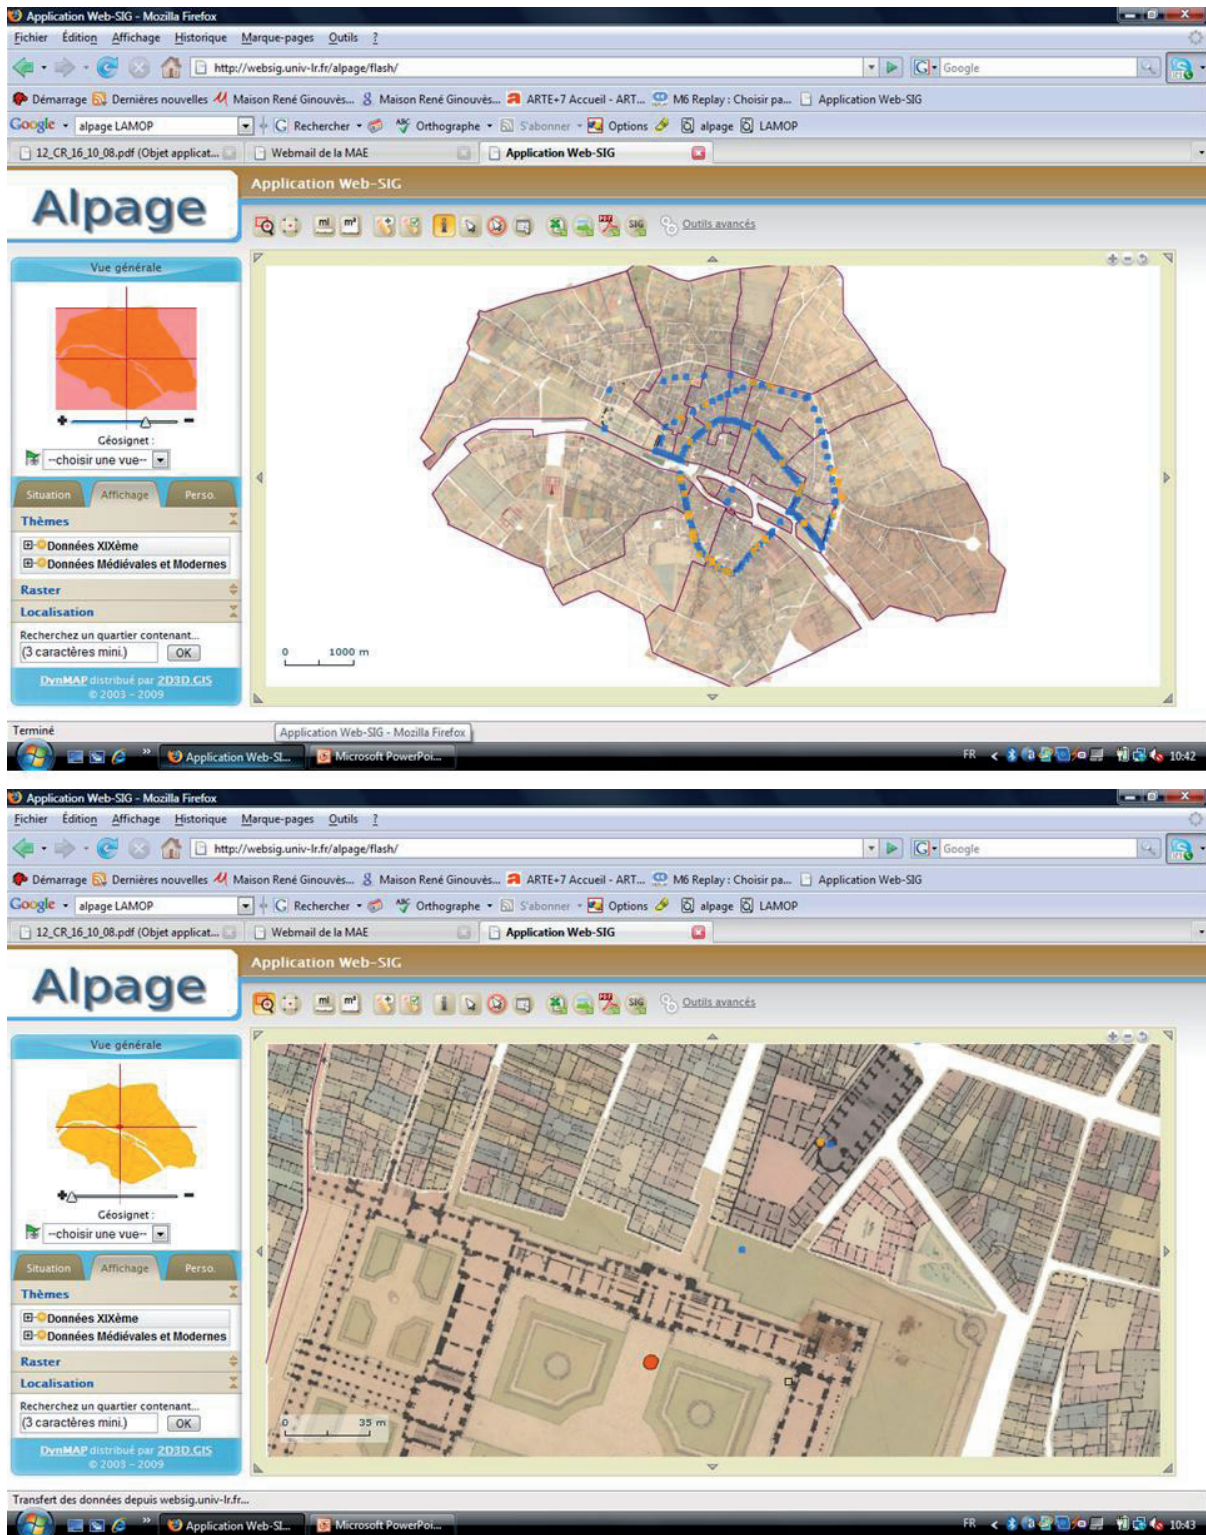 Application Web-SIG - Mozilla Firefox
Fichier Édition Affichage Historique Marque-pages Outils ?
http://websig.univ-lr.fr/alpage/flash/
Google
Démarrage Dernières nouvelles Maison René Ginouvès... Maison René Ginouvès... ARTE+7 Accueil - ART... M6 Replay : Choisir pa... Application Web-SIG
Google alpage LAMOP Rechercher Orthographe S'abonner Options alpage LAMOP
12_CR_16_10_08.pdf (Objet applicat... Webmail de la MAE Application Web-SIG
Alpage
Application Web-SIG
ml m² PDF SIG Outils avancés
Vue générale
Géosignet :
--choisir une vue--
Situation Affichage Perso.
Thèmes
Données XIXème
Données Médiévales et Modernes
Raster
Localisation
Recherchez un quartier contenant...
(3 caractères mini.) OK
DynMAP distribué par 2D3D.GIS
© 2003 - 2009
0 1000 m
Terminé
Application Web-SIG - Mozilla Firefox
Application Web-SI... Microsoft PowerPoi... FR 10:42
Application Web-SIG - Mozilla Firefox
Fichier Édition Affichage Historique Marque-pages Outils ?
http://websig.univ-lr.fr/alpage/flash/
Google
Démarrage Dernières nouvelles Maison René Ginouvès... Maison René Ginouvès... ARTE+7 Accueil - ART... M6 Replay : Choisir pa... Application Web-SIG
Google alpage LAMOP Rechercher Orthographe S'abonner Options alpage LAMOP
12_CR_16_10_08.pdf (Objet applicat... Webmail de la MAE Application Web-SIG
Alpage
Application Web-SIG
ml m² PDF SIG Outils avancés
Vue générale
Géosignet :
--choisir une vue--
Situation Affichage Perso.
Thèmes
Données XIXème
Données Médiévales et Modernes
Raster
Localisation
Recherchez un quartier contenant...
(3 caractères mini.) OK
DynMAP distribué par 2D3D.GIS
© 2003 - 2009
0 35 m
Transfert des données depuis websig.univ-lr.fr...
Application Web-SI... Microsoft PowerPoi... FR 10:43